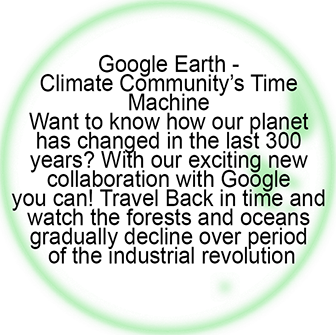 Google Earth -
Climate Community's Time
Machine
Want to know how our planet
has changed in the last 300
years? With our exciting new
collaboration with Google
you can! Travel Back in time and
watch the forests and oceans
gradually decline over period
of the industrial revolution